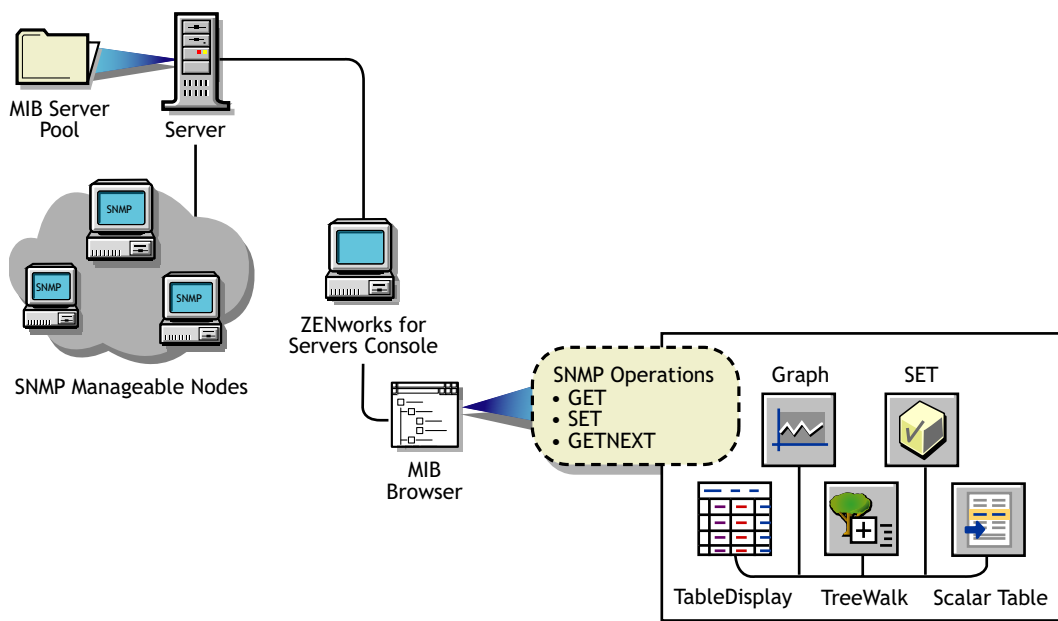 MIB Server
Pool
Server
SNMP
SNMP
SNMP
SNMP Manageable Nodes
ZENworks for
Servers Console
MIB
Browser
SNMP Operations
• GET
• SET
• GETNEXT
Graph
SET
TableDisplay
TreeWalk
Scalar Table